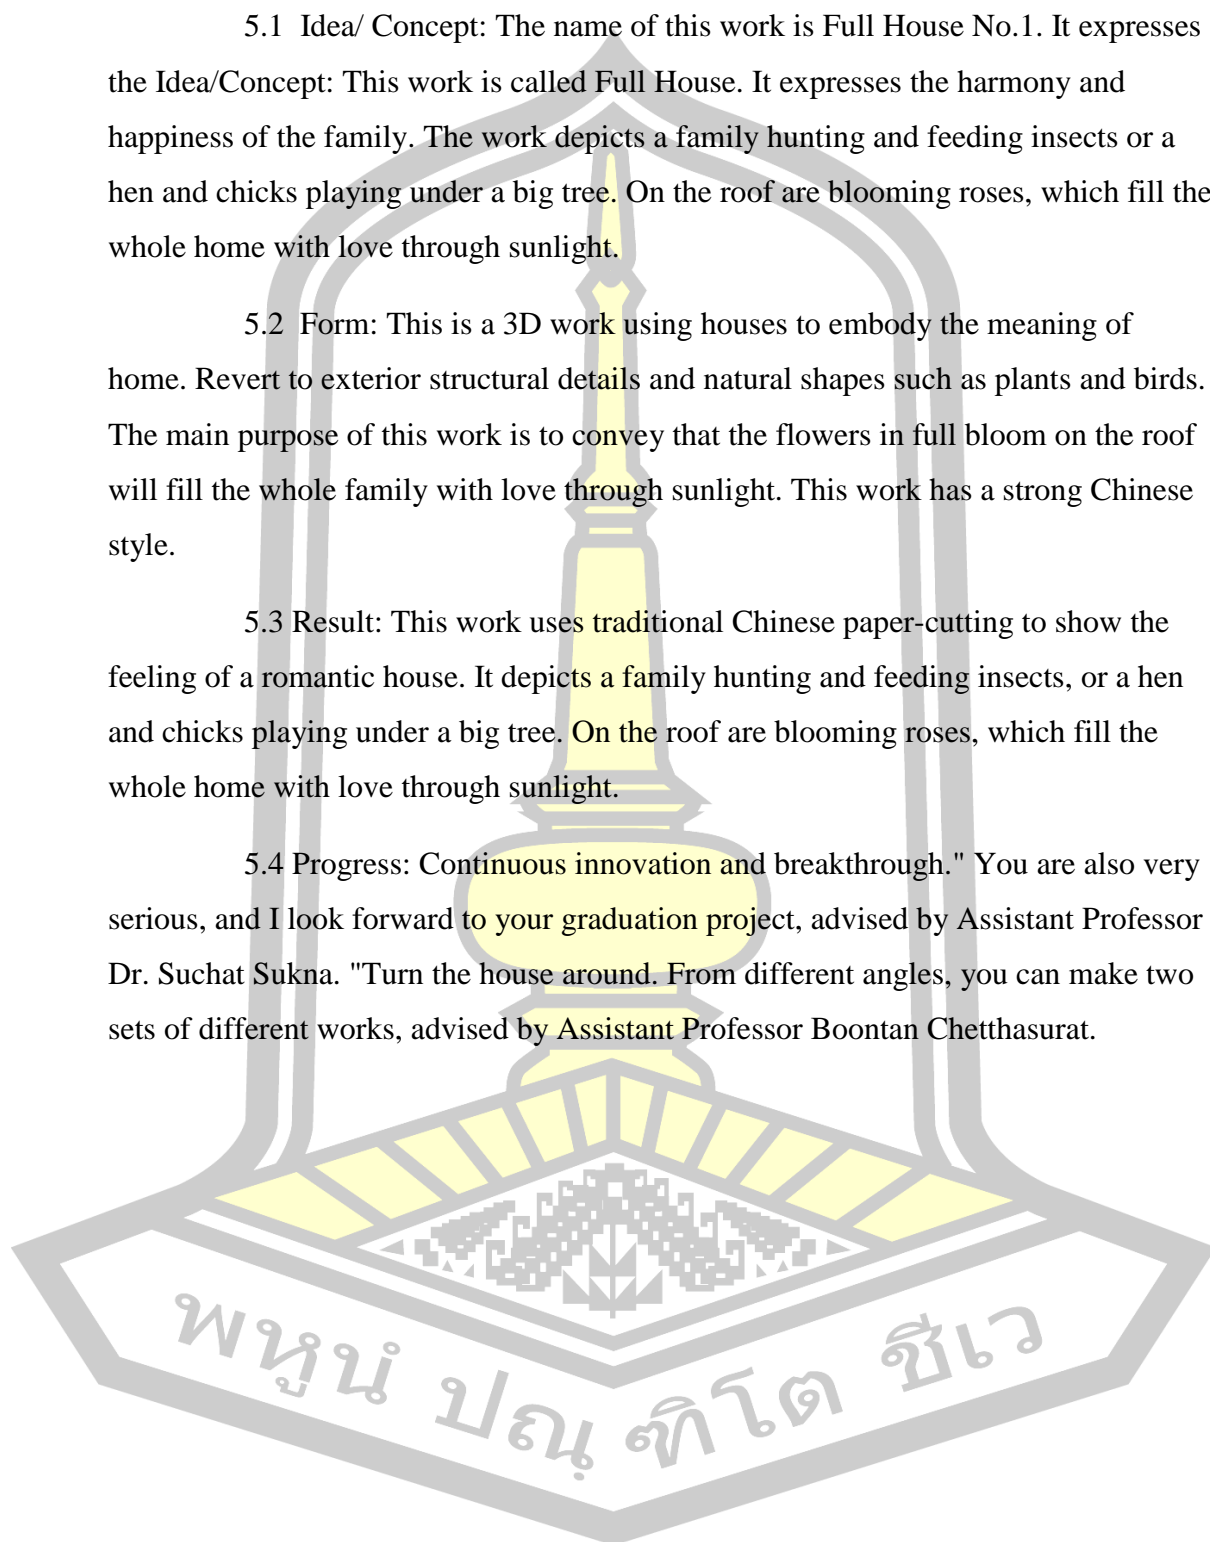 5.1  Idea/ Concept: The name of this work is Full House No.1. It expresses
the Idea/Concept: This work is called Full House. It expresses the harmony and
happiness of the family. The work depicts a family hunting and feeding insects or a
hen and chicks playing under a big tree. On the roof are blooming roses, which fill the
whole home with love through sunlight.
5.2  Form: This is a 3D work using houses to embody the meaning of
home. Revert to exterior structural details and natural shapes such as plants and birds.
The main purpose of this work is to convey that the flowers in full bloom on the roof
will fill the whole family with love through sunlight. This work has a strong Chinese
style.
5.3 Result: This work uses traditional Chinese paper-cutting to show the
feeling of a romantic house. It depicts a family hunting and feeding insects, or a hen
and chicks playing under a big tree. On the roof are blooming roses, which fill the
whole home with love through sunlight.
5.4 Progress: Continuous innovation and breakthrough." You are also very
serious, and I look forward to your graduation project, advised by Assistant Professor
Dr. Suchat Sukna. "Turn the house around. From different angles, you can make two
sets of different works, advised by Assistant Professor Boontan Chetthasurat.
พหูนํ ปณฺฑิโต ชีเว